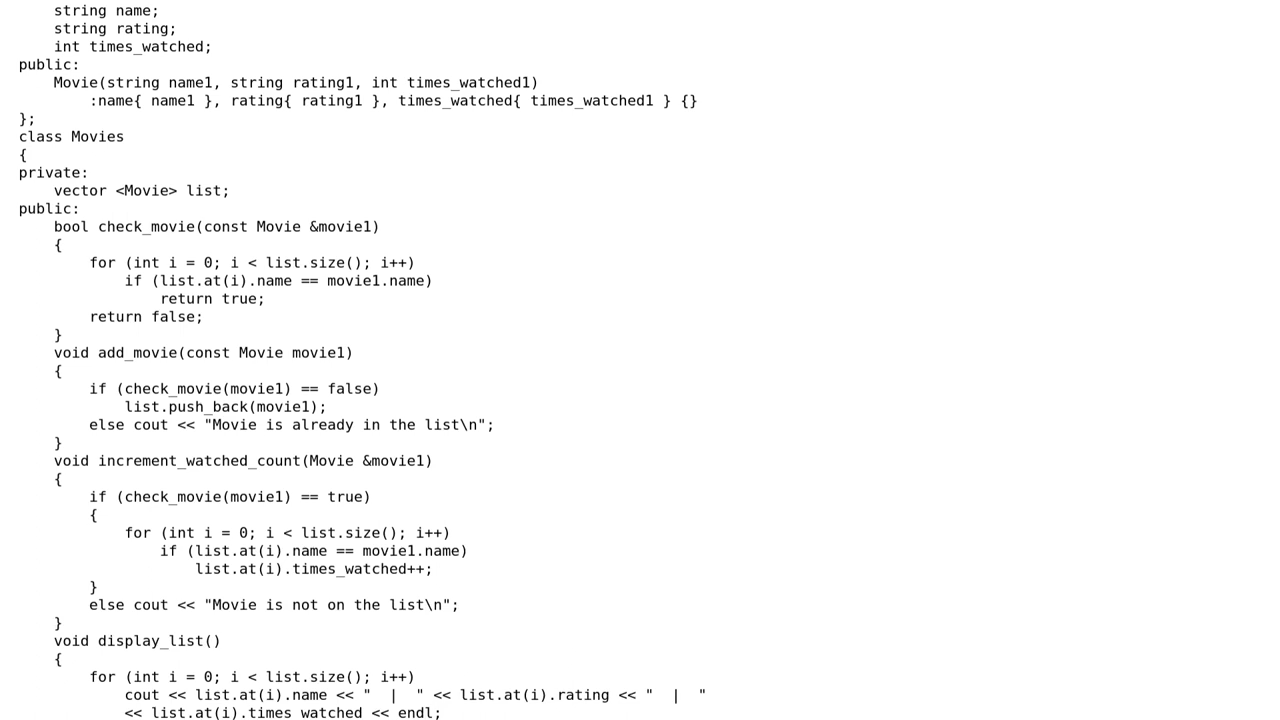 string name;
    string rating;
    int times_watched;
public:
    Movie(string name1, string rating1, int times_watched1)
        :name{ name1 }, rating{ rating1 }, times_watched{ times_watched1 } {}
};
class Movies
{
private:
    vector <Movie> list;
public:
    bool check_movie(const Movie &movie1)
    {
        for (int i = 0; i < list.size(); i++)
            if (list.at(i).name == movie1.name)
                return true;
        return false;
    }
    void add_movie(const Movie movie1)
    {
        if (check_movie(movie1) == false)
            list.push_back(movie1);
        else cout << "Movie is already in the list\n";
    }
    void increment_watched_count(Movie &movie1)
    {
        if (check_movie(movie1) == true)
        {
            for (int i = 0; i < list.size(); i++)
                if (list.at(i).name == movie1.name)
                    list.at(i).times_watched++;
        }
        else cout << "Movie is not on the list\n";
    }
    void display_list()
    {
        for (int i = 0; i < list.size(); i++)
            cout << list.at(i).name << "  |  " << list.at(i).rating << "  |  "
            << list.at(i).times_watched << endl;